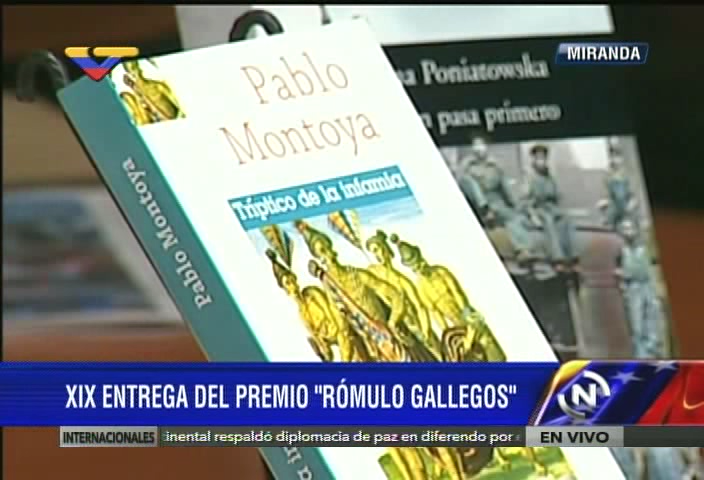 MIRANDA
Pablo
Montoya
Tríptico de la infamia
Pablo Montoya
Poniatowska
pasa primero
XIX ENTREGA DEL PREMIO "RÓMULO GALLEGOS"
INTERNACIONALES
inental respaldó diplomacia de paz en diferendo por
EN VIVO